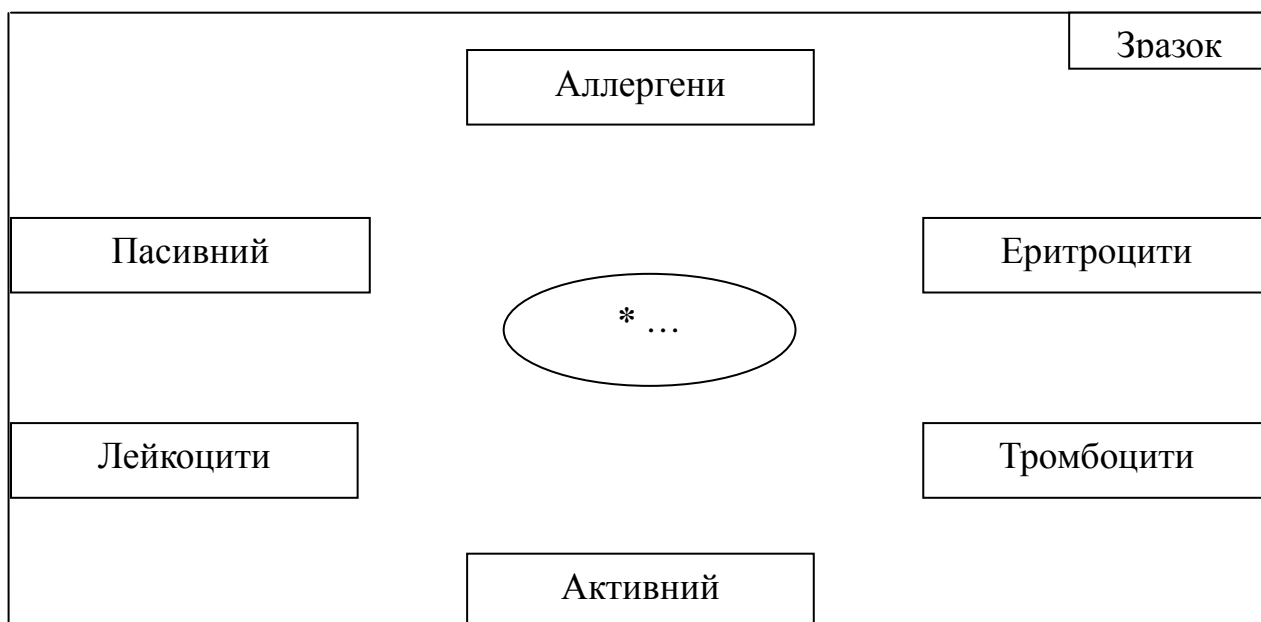 Зразок
Аллергени
Пасивний
Еритроцити
* …
Лейкоцити
Тромбоцити
Активний